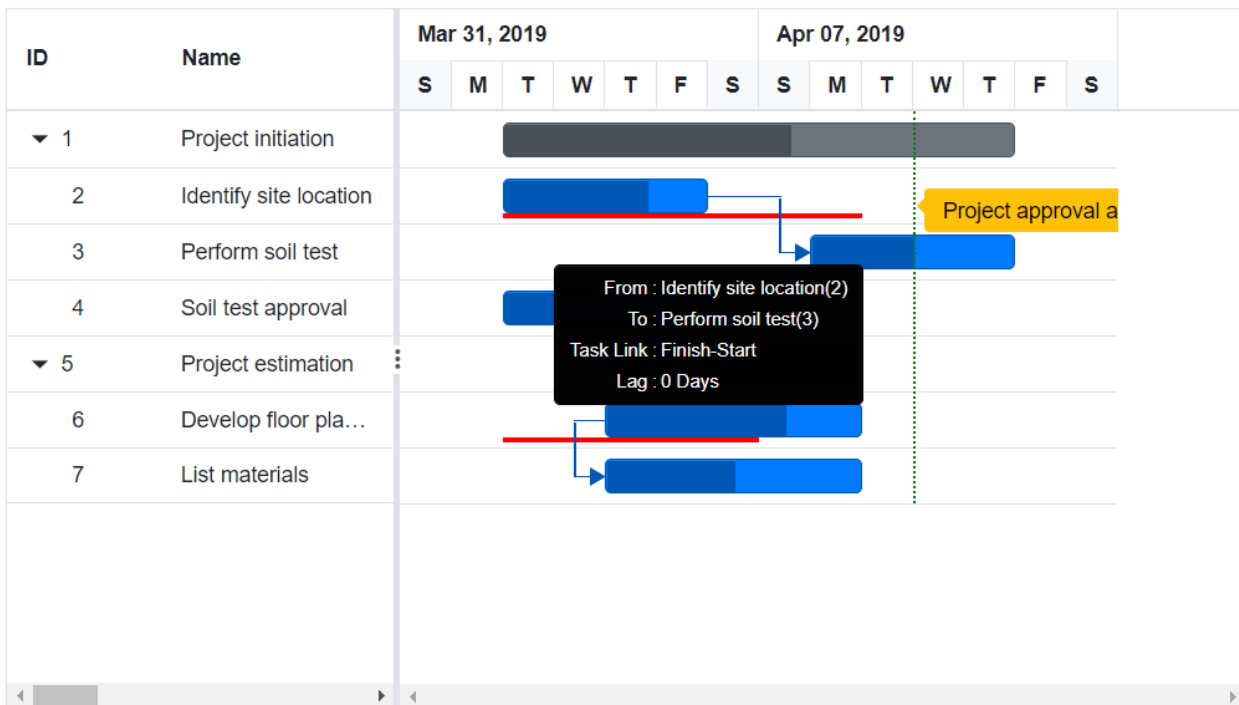 ID Name Mar 31, 2019 Apr 07, 2019
S M T W T F S S M T W T F S
1 Project initiation
2 Identify site location
Project approval a
3 Perform soil test
4 Soil test approval
5 Project estimation
6 Develop floor pla...
7 List materials
From : Identify site location(2)
To : Perform soil test(3)
Task Link : Finish-Start
Lag : 0 Days